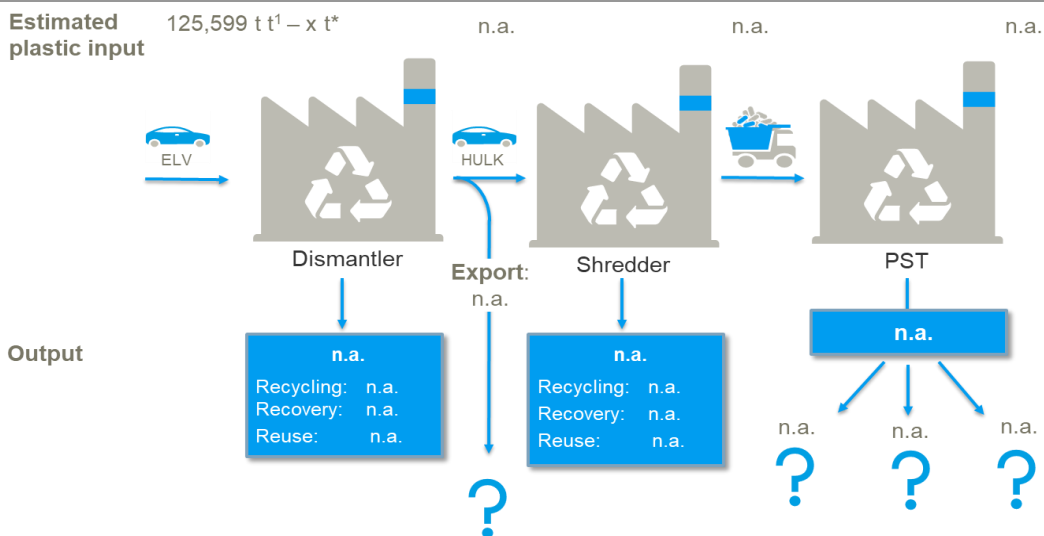 Estimated plastic input
125,599 t t¹ – x t*
n.a.
n.a.
n.a.
ELV
HULK
Dismantler
Shredder
PST
Export:
n.a.
Output
n.a.
Recycling: n.a.
Recovery: n.a.
Reuse: n.a.
n.a.
Recycling: n.a.
Recovery: n.a.
Reuse: n.a.
n.a.
n.a.
n.a.
n.a.
?
?
?
?